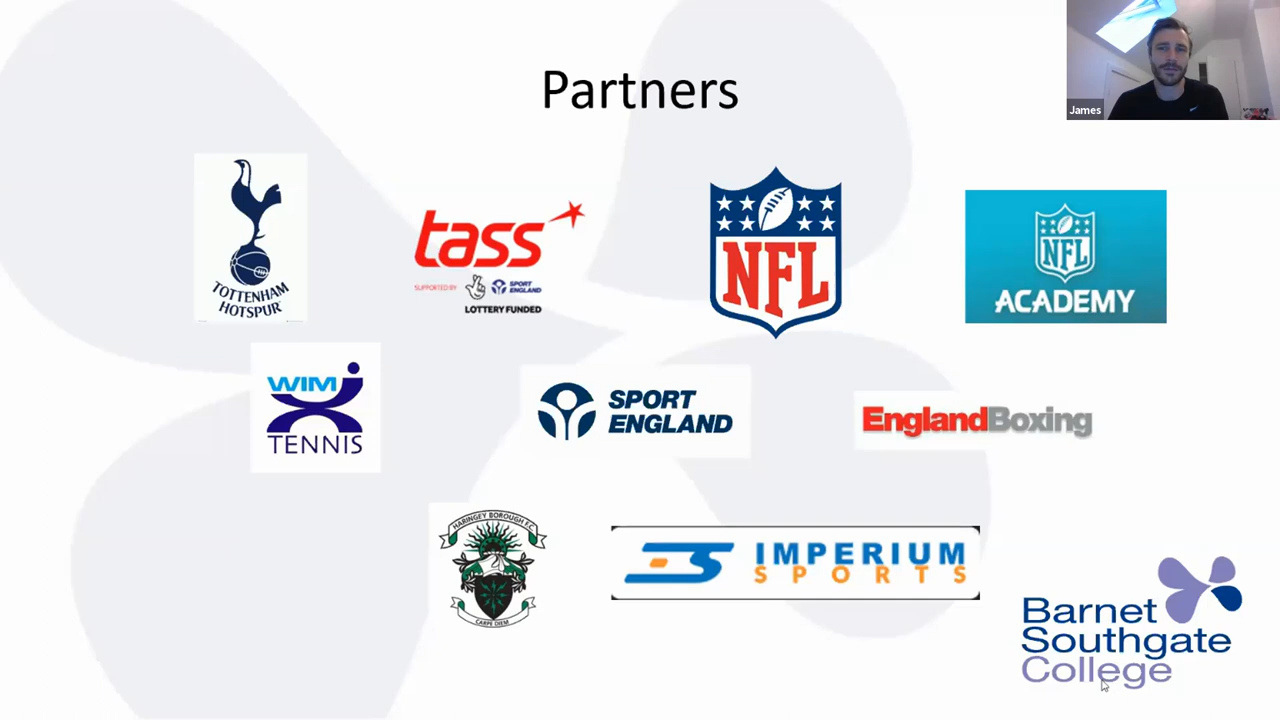 Partners
James
TOTTENHAM
HOTSPUR
tass
SUPPORTED BY
SPORT
ENGLAND
LOTTERY FUNDED
NFL
NFL
ACADEMY
WIMX
TENNIS
SPORT
ENGLAND
EnglandBoxing
HARINGEY BOROUGH F.C.
CARPE DIEM
IMPERIUM
SPORTS
Barnet
Southgate
College